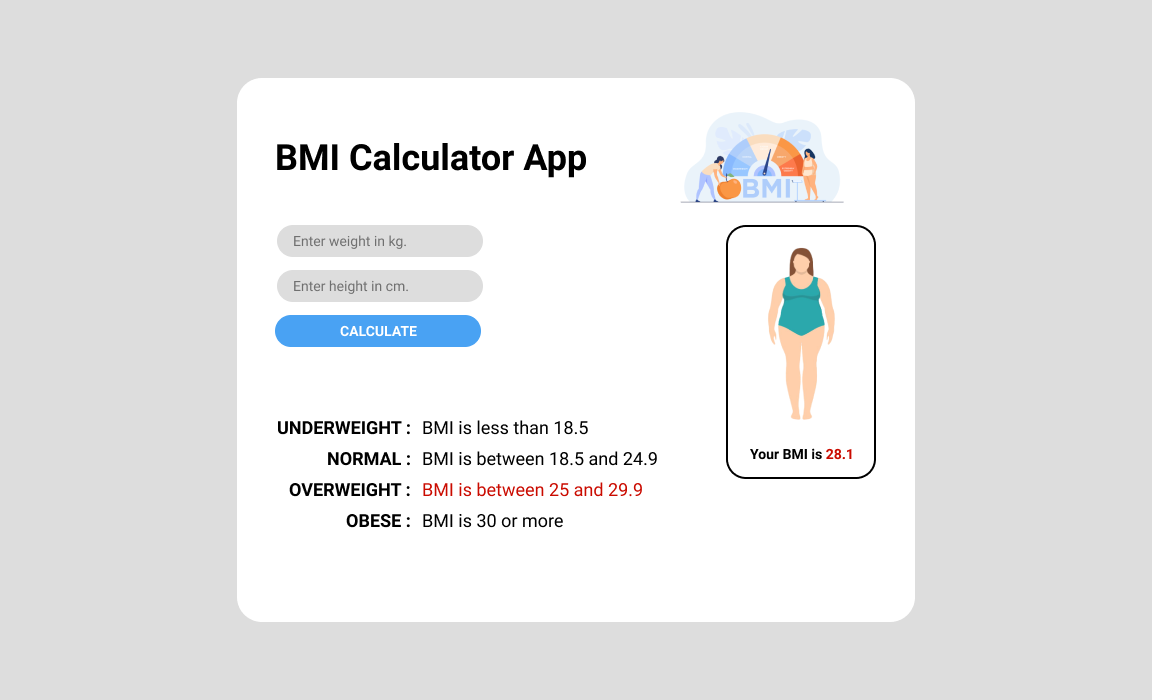 BMI Calculator App
BMI
Enter weight in kg.
Enter height in cm.
CALCULATE
Your BMI is 28.1
UNDERWEIGHT : BMI is less than 18.5
NORMAL : BMI is between 18.5 and 24.9
OVERWEIGHT : BMI is between 25 and 29.9
OBESE : BMI is 30 or more